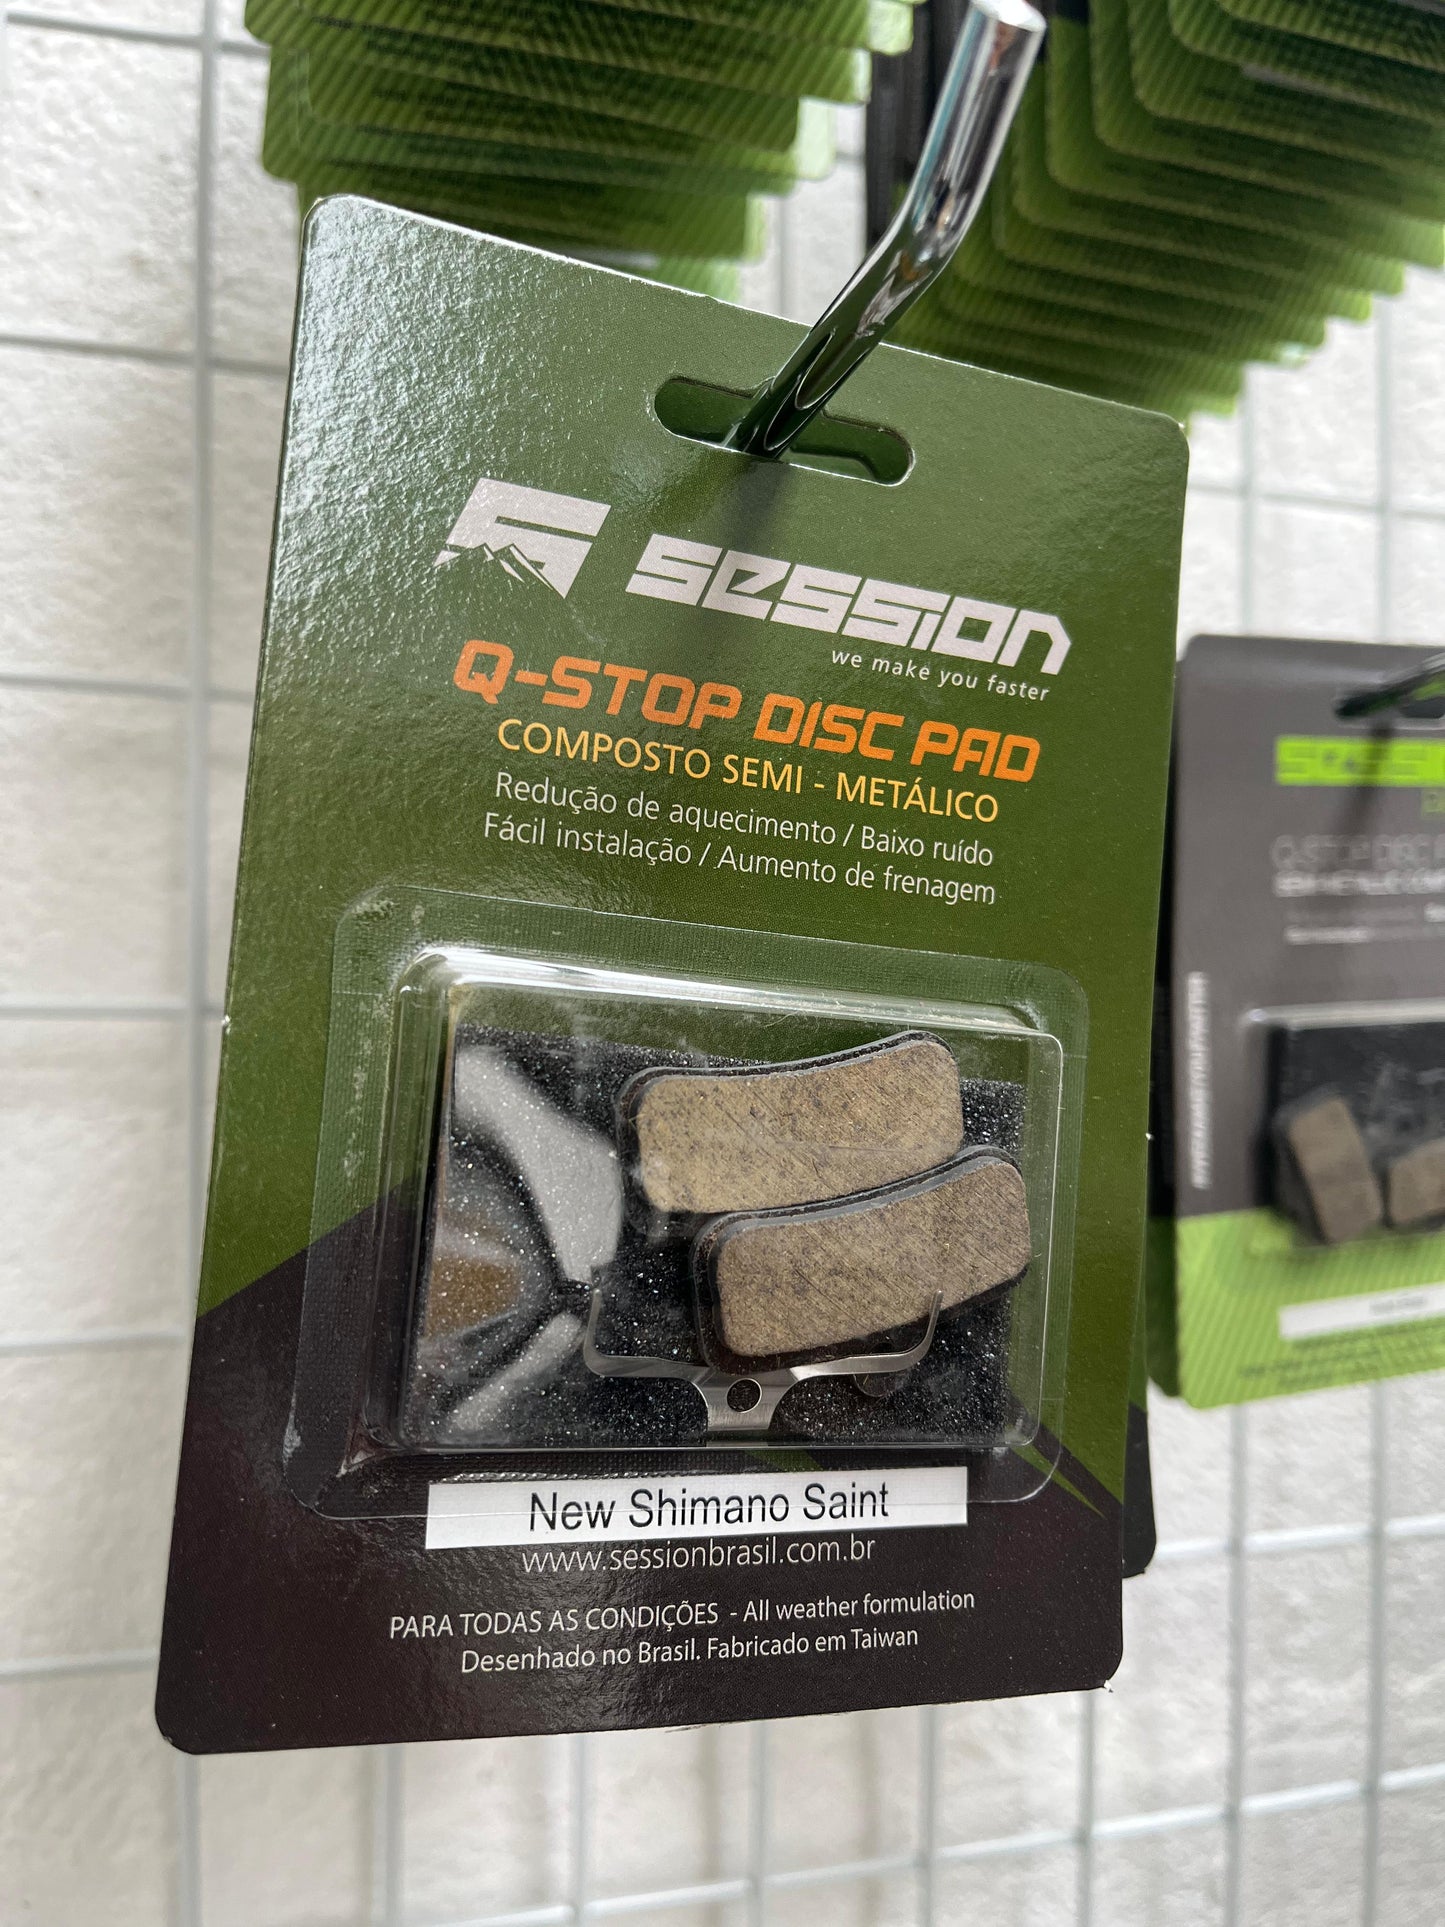 SESSION
we make you faster
Q-STOP DISC PAD
COMPOSTO SEMI - METÁLICO
Redução de aquecimento / Baixo ruído
Fácil instalação / Aumento de frenagem
New Shimano Saint
www.sessionbrasil.com.br
PARA TODAS AS CONDIÇÕES - All weather formulation
Desenhado no Brasil. Fabricado em Taiwan
Q-STOP DISC